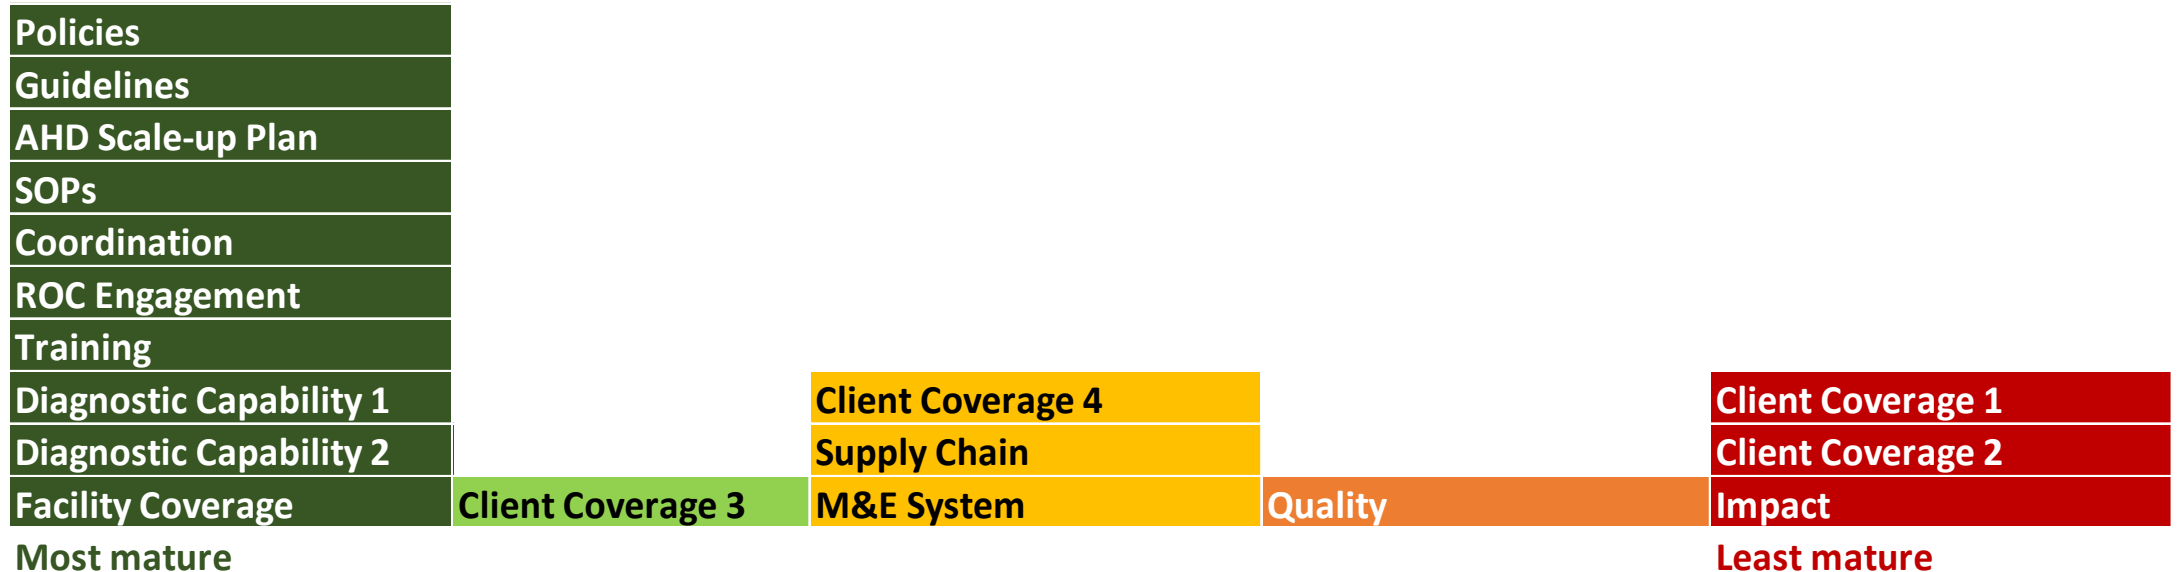 Policies
Guidelines
AHD Scale-up Plan
SOPs
Coordination
ROC Engagement
Training
Diagnostic Capability 1 Client Coverage 4 Client Coverage 1
Diagnostic Capability 2 Supply Chain Client Coverage 2
Facility Coverage Client Coverage 3 M&E System Quality Impact
Most mature Least mature